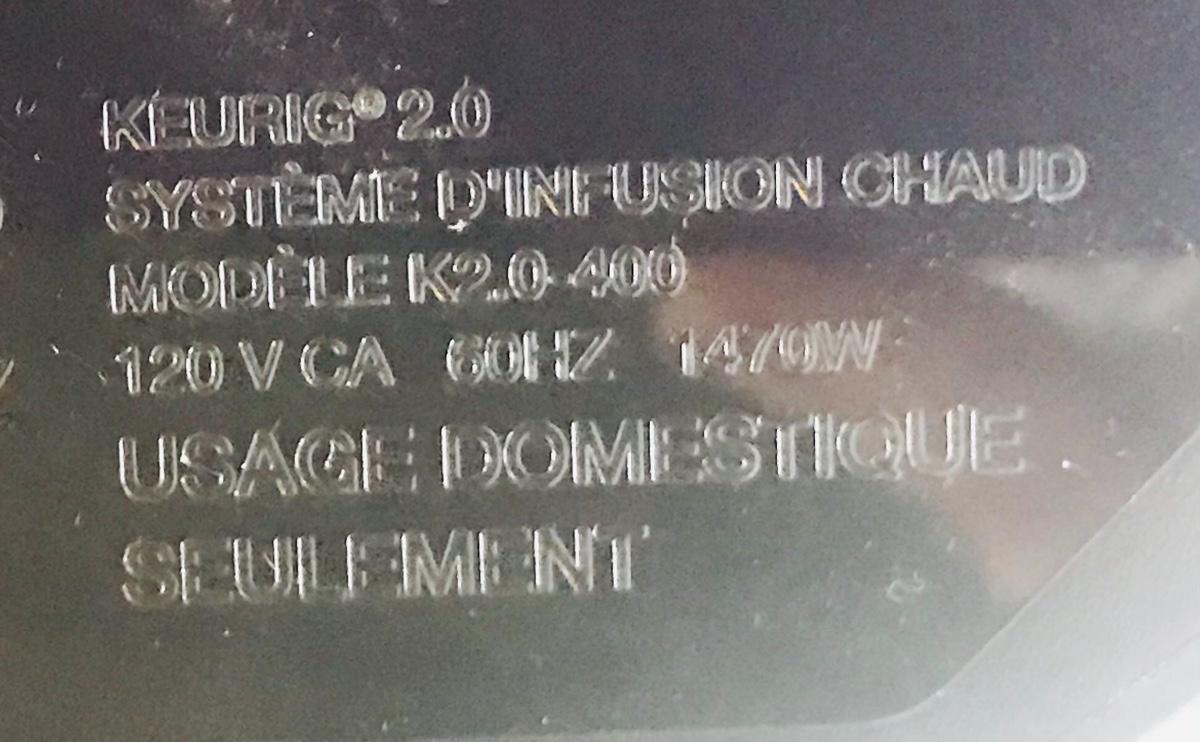 KEURIG® 2.0
SYSTÈME D'INFUSION CHAUD
MODÈLE K2.0-400
120 V CA 60HZ 1470W
USAGE DOMESTIQUE
SEULEMENT